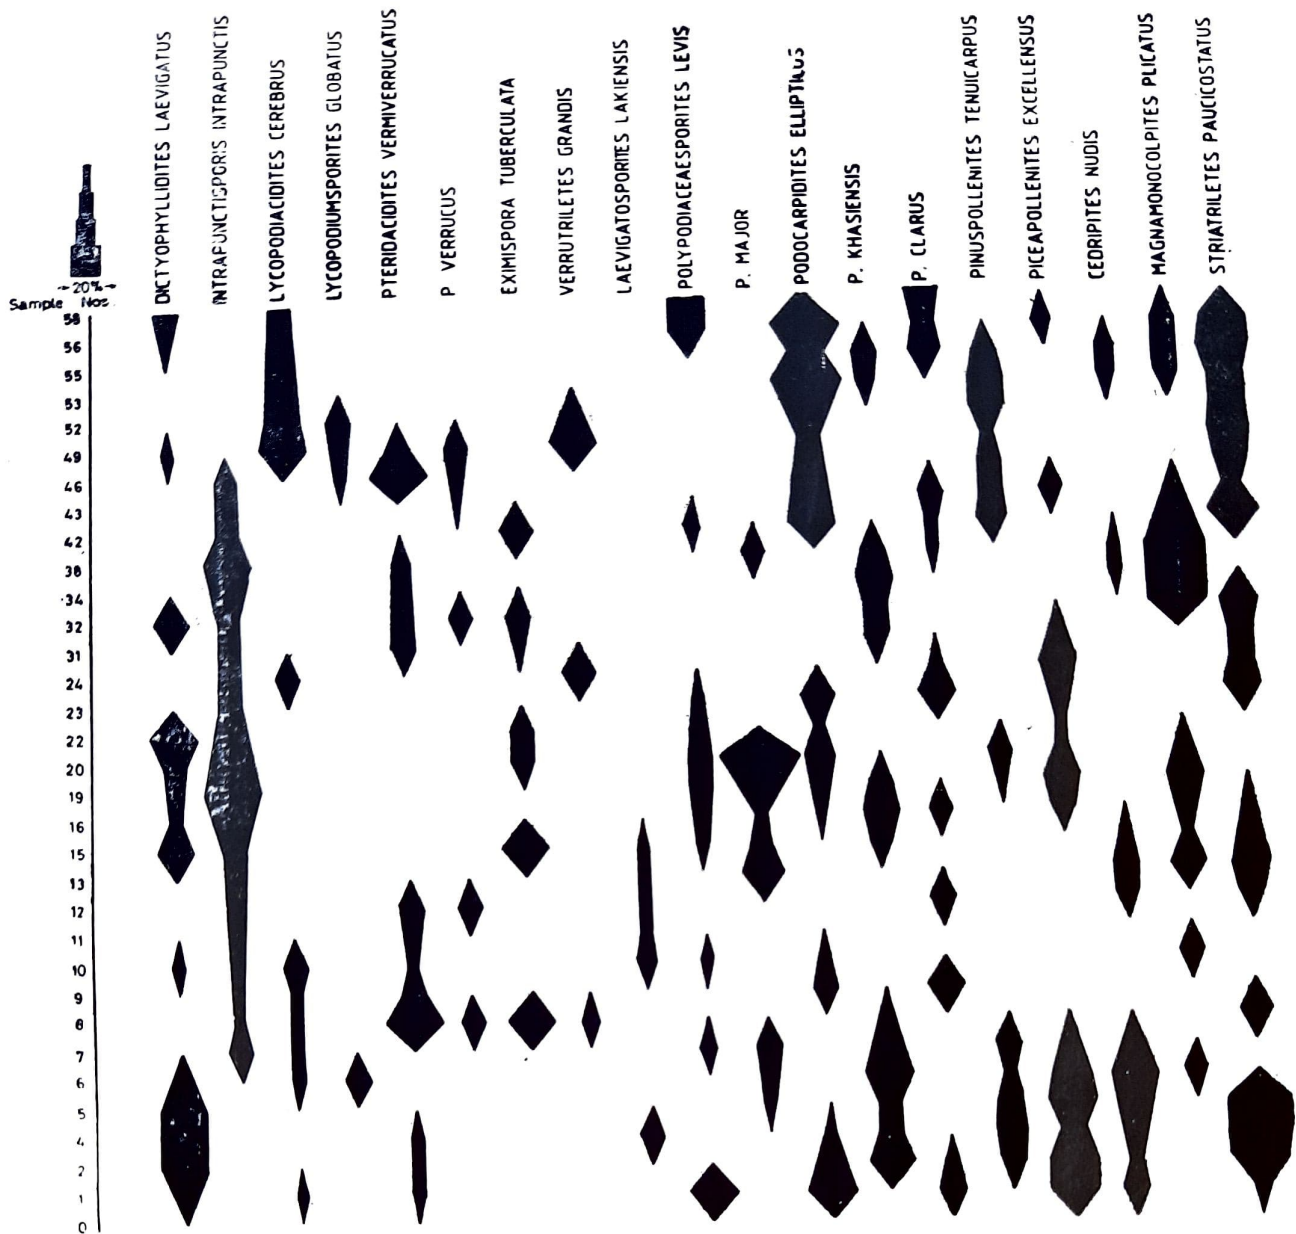 DICTYOPHYLLIDITES LAEVIGATUS
INTRAPUNCTISPORIS INTRAPUNCTIS
LYCOPODIACIDITES CEREBRUS
LYCOPODIUMSPORITES GLOBATUS
PTERIDACIDITES VERMIVERRUCATUS
P VERRUCUS
EXIMISPORA TUBERCULATA
VERRUTRILETES GRANDIS
LAEVIGATOSPORITES LAKIENSIS
POLYPODIACEAESPORITES LEVIS
P. MAJOR
PODOCARPIDITES ELLIPTICUS
P. KHASIENSIS
P. CLARUS
PINUSPOLLENITES TENUICARPUS
PICEAPOLLENITES EXCELLENSUS
CEDRIPITES NUDIS
MAGNAMONOCOLPITES PLICATUS
STRIATRILETES PAUCICOSTATUS
20%
Sample Nos.
58
56
55
53
52
49
46
43
42
38
34
32
31
24
23
22
20
19
16
15
13
12
11
10
9
8
7
6
5
4
2
1
0